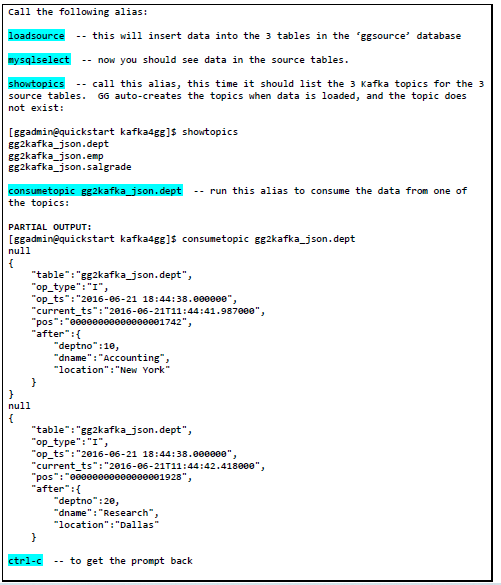 Call the following alias:
loadsource -- this will insert data into the 3 tables in the ‘ggsource’ database
mysqlselect -- now you should see data in the source tables.
showtopics -- call this alias, this time it should list the 3 Kafka topics for the 3
source tables. GG auto-creates the topics when data is loaded, and the topic does
not exist:
[ggadmin@quickstart kafka4gg]$ showtopics
gg2kafka_json.dept
gg2kafka_json.emp
gg2kafka_json.salgrade
consumetopic gg2kafka_json.dept -- run this alias to consume the data from one of
the topics:
PARTIAL OUTPUT:
[ggadmin@quickstart kafka4gg]$ consumetopic gg2kafka_json.dept
null
{
"table":"gg2kafka_json.dept",
"op_type":"I",
"op_ts":"2016-06-21 18:44:38.000000",
"current_ts":"2016-06-21T11:44:41.987000",
"pos":"00000000000000001742",
"after":{
"deptno":10,
"dname":"Accounting",
"location":"New York"
}
}
null
{
"table":"gg2kafka_json.dept",
"op_type":"I",
"op_ts":"2016-06-21 18:44:38.000000",
"current_ts":"2016-06-21T11:44:42.418000",
"pos":"00000000000000001928",
"after":{
"deptno":20,
"dname":"Research",
"location":"Dallas"
}
ctrl-c -- to get the prompt back